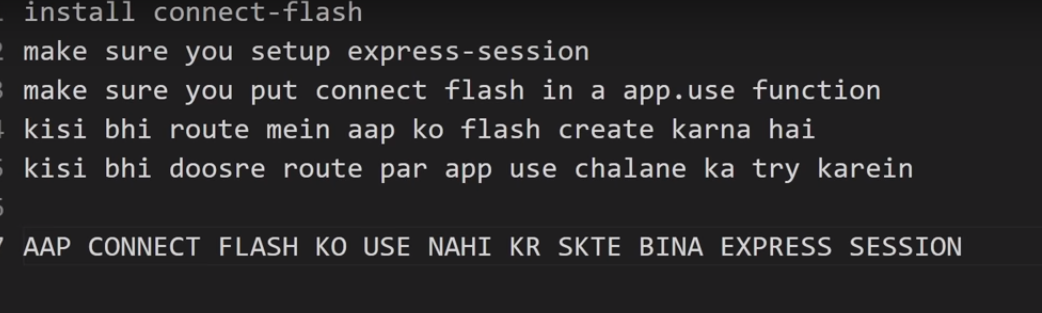 1 install connect-flash
2 make sure you setup express-session
3 make sure you put connect flash in a app.use function
4 kisi bhi route mein aap ko flash create karna hai
5 kisi bhi doosre route par app use chalane ka try karein
6
7 AAP CONNECT FLASH KO USE NAHI KR SKTE BINA EXPRESS SESSION